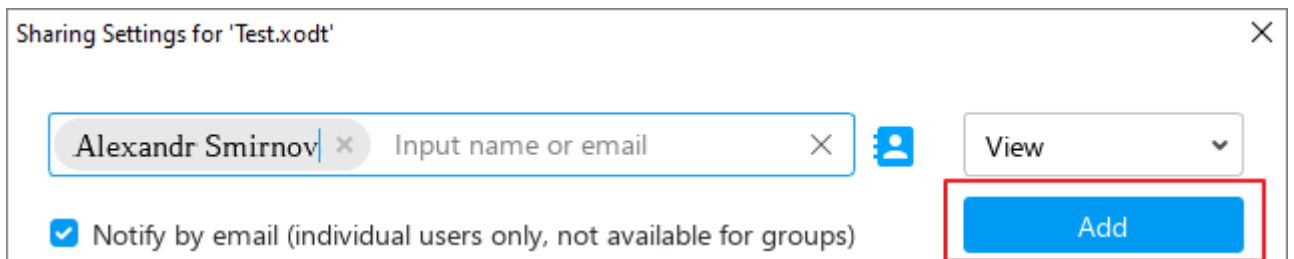 Sharing Settings for 'Test.xodt'
Alexandr Smirnov Input name or email View
Notify by email (individual users only, not available for groups) Add